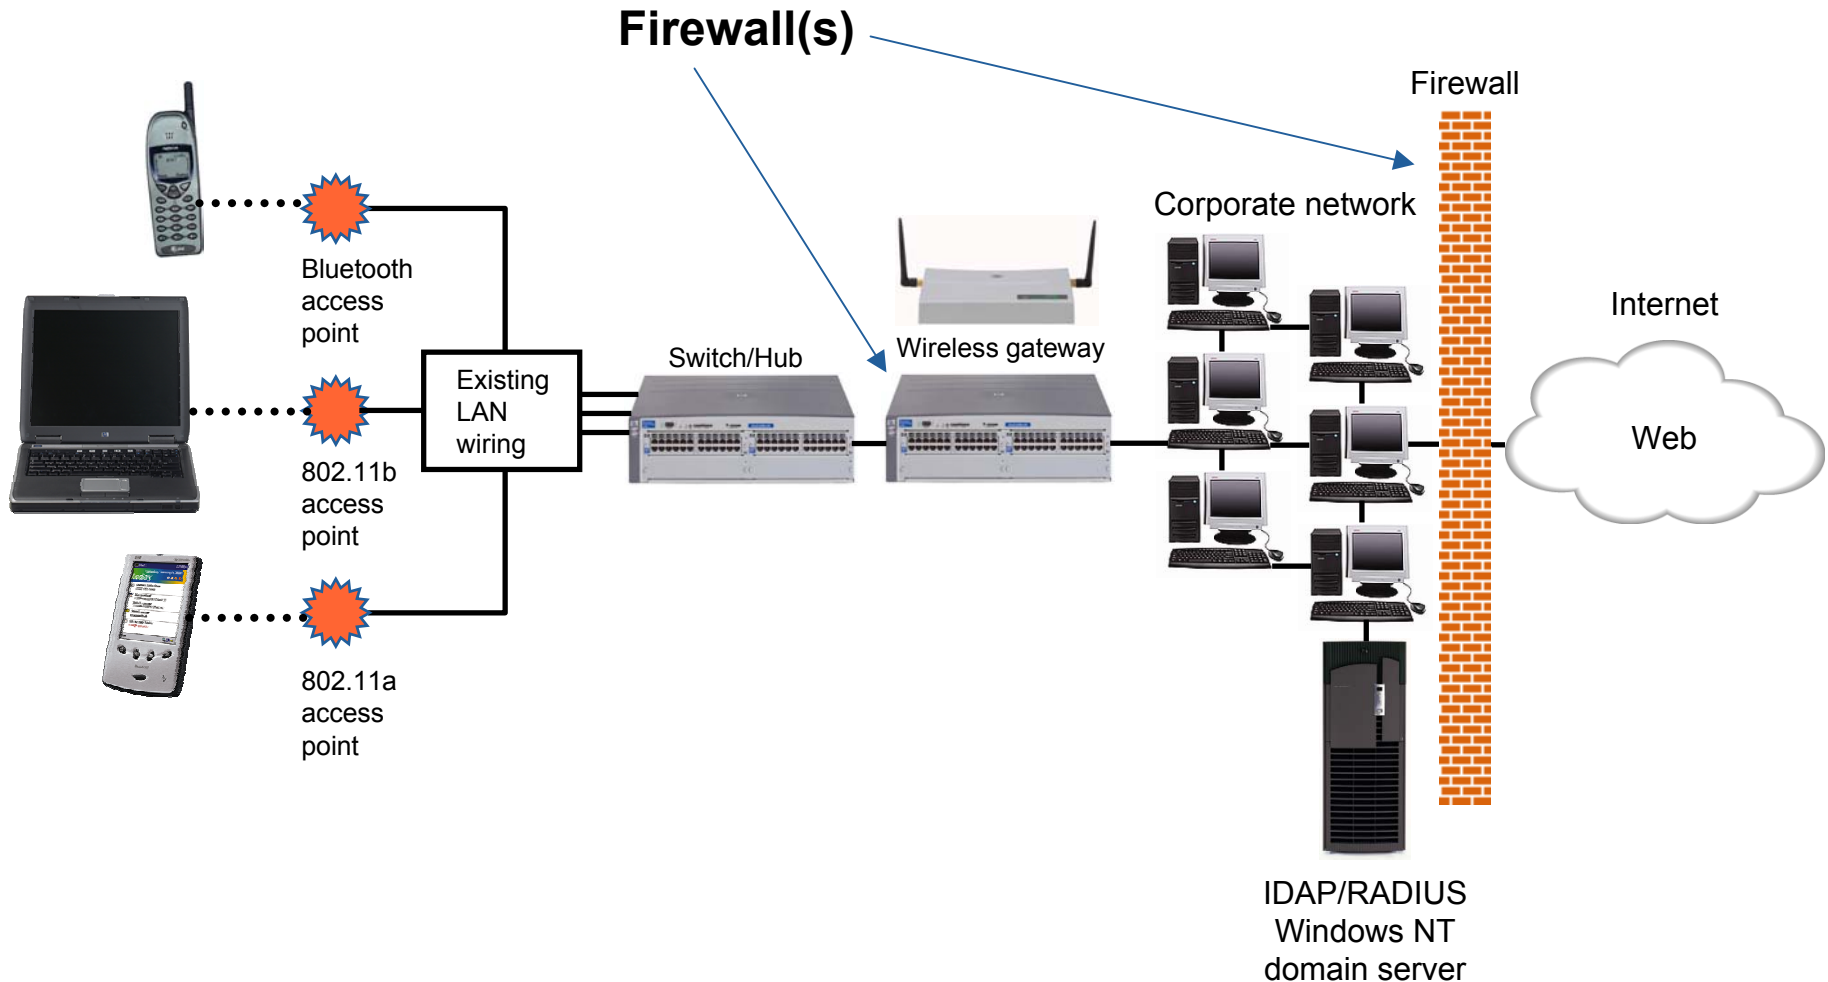 Firewall(s)
Firewall
Corporate network
Bluetooth
access
point
Internet
Switch/Hub
Wireless gateway
Existing
LAN
wiring
Web
802.11b
access
point
802.11a
access
point
IDAP/RADIUS
Windows NT
domain server